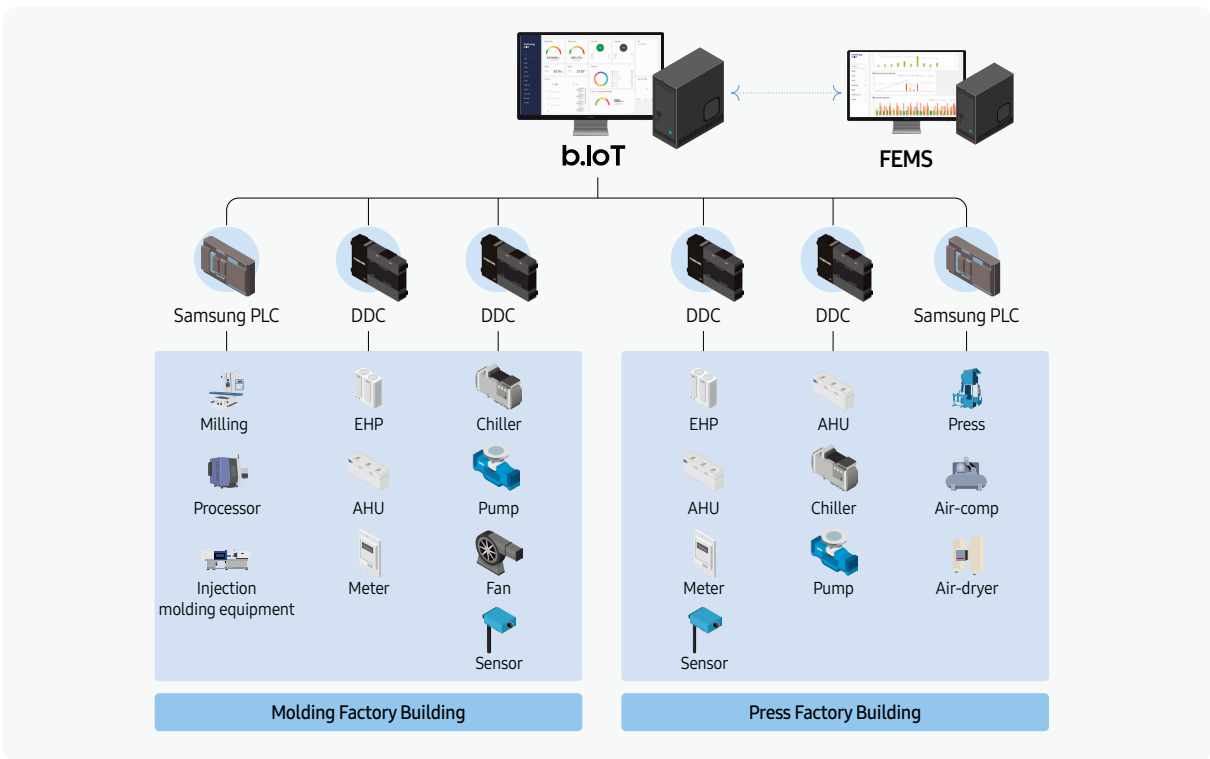 b.IoT
FEMS
Samsung PLC
DDC
DDC
DDC
DDC
Samsung PLC
Milling
EHP
Chiller
EHP
AHU
Press
Processor
AHU
Pump
AHU
Chiller
Air-comp
Injection
molding equipment
Meter
Fan
Meter
Pump
Air-dryer
Sensor
Sensor
Molding Factory Building
Press Factory Building